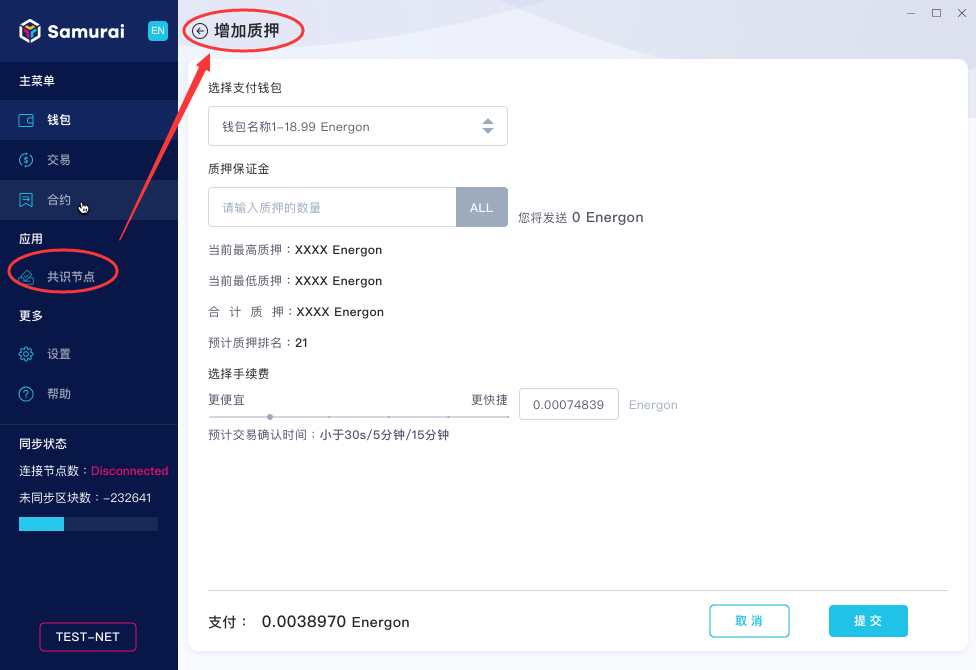 Samurai
EN
主菜单
钱包
交易
合约
应用
共识节点
更多
设置
帮助
同步状态
连接节点数：Disconnected
未同步区块数：-232641
TEST-NET
增加质押
选择支付钱包
钱包名称1-18.99 Energon
质押保证金
请输入质押的数量
ALL
您将发送 0 Energon
当前最高质押：XXXX Energon
当前最低质押：XXXX Energon
合 计 质 押：XXXX Energon
预计质押排名：21
选择手续费
更便宜
更快捷
0.00074839
Energon
预计交易确认时间：小于30s/5分钟/15分钟
支付： 0.0038970 Energon
取 消
提 交